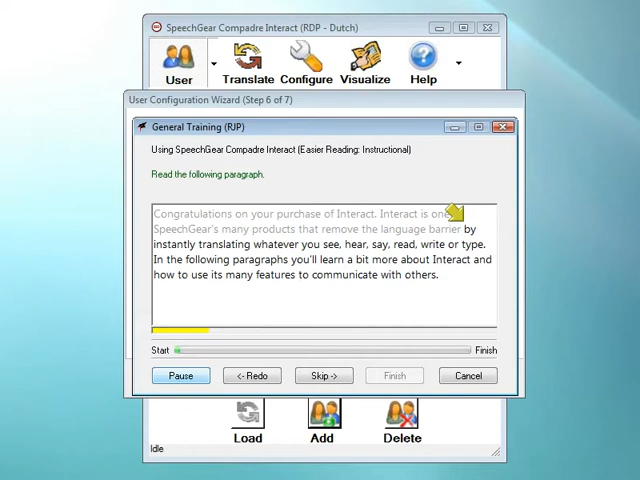 SpeechGear Compadre Interact (RDP - Dutch)
User Translate Configure Visualize Help
User Configuration Wizard (Step 6 of 7)
General Training (RJP)
Using SpeechGear Compadre Interact (Easier Reading: Instructional)
Read the following paragraph.
Congratulations on your purchase of Interact. Interact is one
SpeechGear's many products that remove the language barrier by
instantly translating whatever you see, hear, say, read, write or type.
In the following paragraphs you'll learn a bit more about Interact and
how to use its many features to communicate with others.
Start Finish
Pause <- Redo Skip -> Finish Cancel
Load Add Delete
Idle